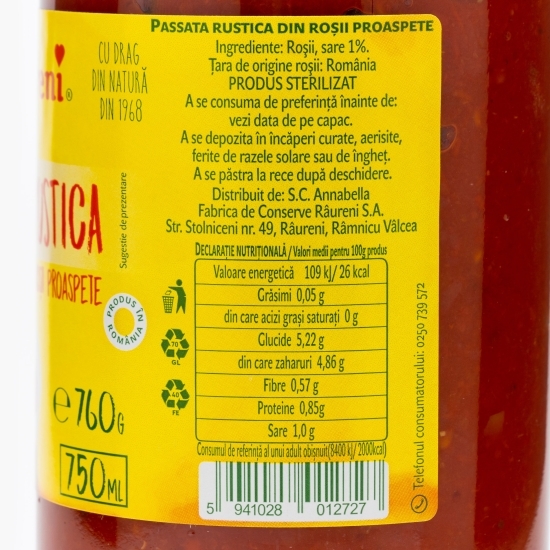 eni®
CU DRAG
DIN NATURĂ
DIN 1968
STICA
PROASPETE
Sugestie de prezentare
PRODUS ÎN
ROMÂNIA
℮760G
750ML
PASSATA RUSTICA DIN ROȘII PROASPETE
Ingrediente: Roșii, sare 1%.
Țara de origine roșii: România
PRODUS STERILIZAT
A se consuma de preferință înainte de:
vezi data de pe capac.
A se depozita în încăperi curate, aerisite,
ferite de razele solare sau de îngheț.
A se păstra la rece după deschidere.
Distribuit de: S.C. Annabella
Fabrica de Conserve Râureni S.A.
Str. Stolniceni nr. 49, Râureni, Râmnicu Vâlcea
DECLARAȚIE NUTRIȚIONALĂ / Valori medii pentru 100g produs
Valoare energetică 109 kJ/ 26 kcal
Grăsimi 0,05 g
din care acizi grași saturați 0 g
Glucide 5,22 g
din care zaharuri 4,86 g
Fibre 0,57 g
Proteine 0,85g
Sare 1,0 g
Consumul de referință al unui adult obișnuit(8400 kJ/ 2000kcal)
70
GL
40
FE
5 941028 012727
Telefonul consumatorului: 0250 739 572